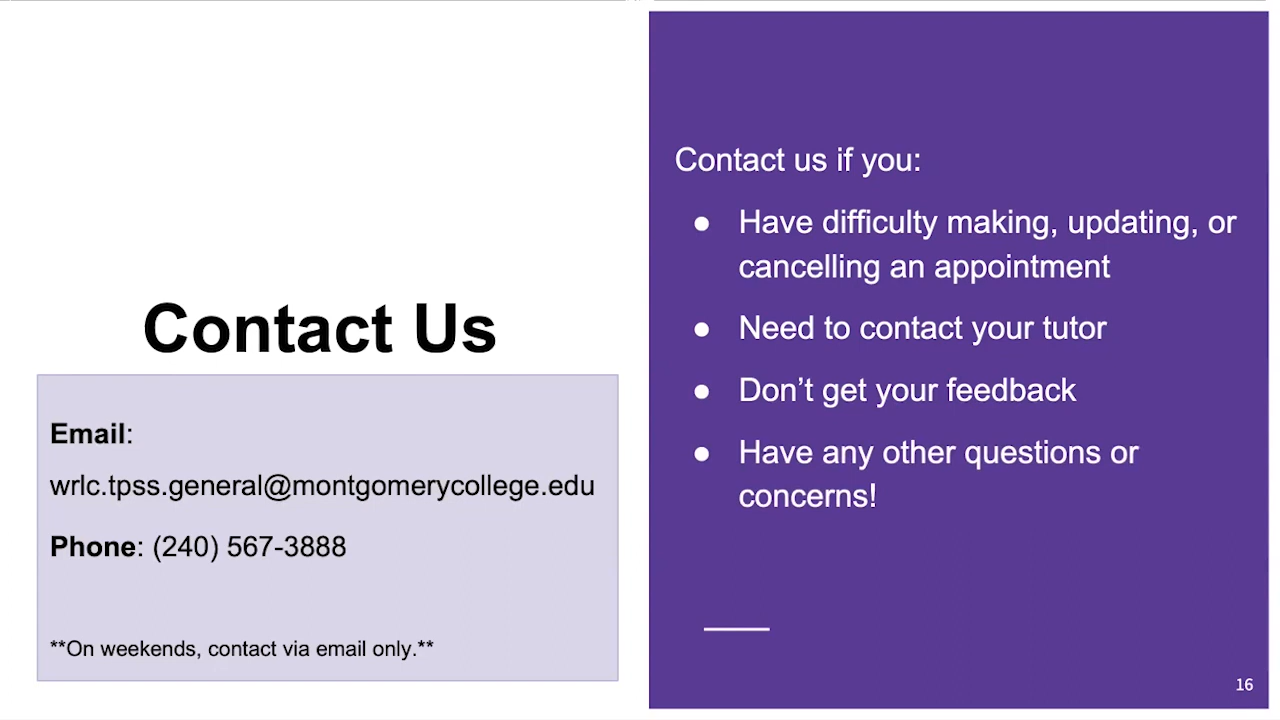 Contact Us
Email:
wrlc.tpss.general@montgomerycollege.edu
Phone: (240) 567-3888
**On weekends, contact via email only.**
Contact us if you:
● Have difficulty making, updating, or
cancelling an appointment
● Need to contact your tutor
● Don’t get your feedback
● Have any other questions or
concerns!
16